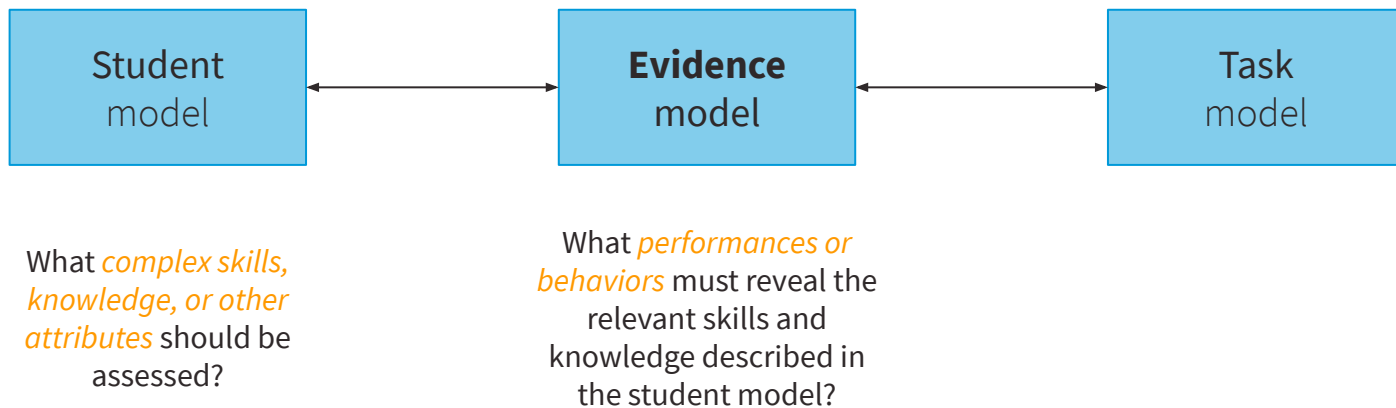 Student
model
Evidence
model
Task
model
What complex skills,
knowledge, or other
attributes should be
assessed?
What performances or
behaviors must reveal the
relevant skills and
knowledge described in
the student model?